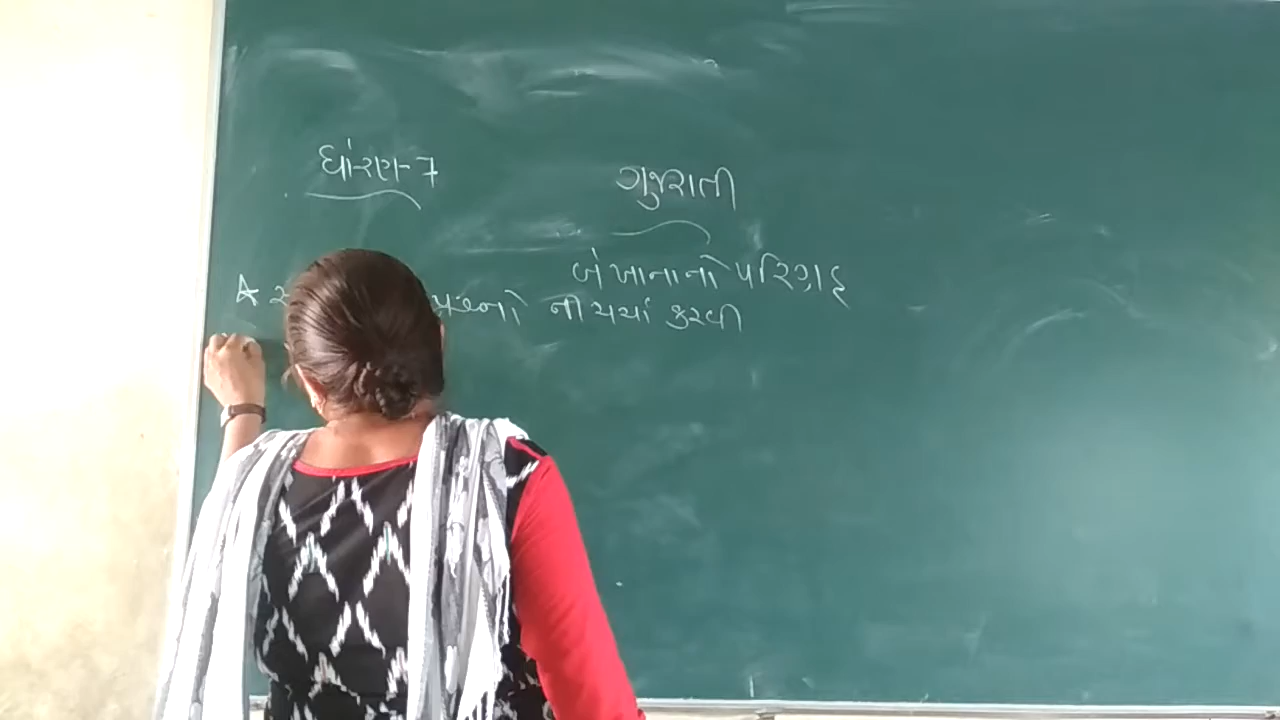 ધોરણ-7
ગુજરાતી
બે ખાનાનો પરિગ્રહ
પ્રશ્નો ની ચર્ચા કરવી